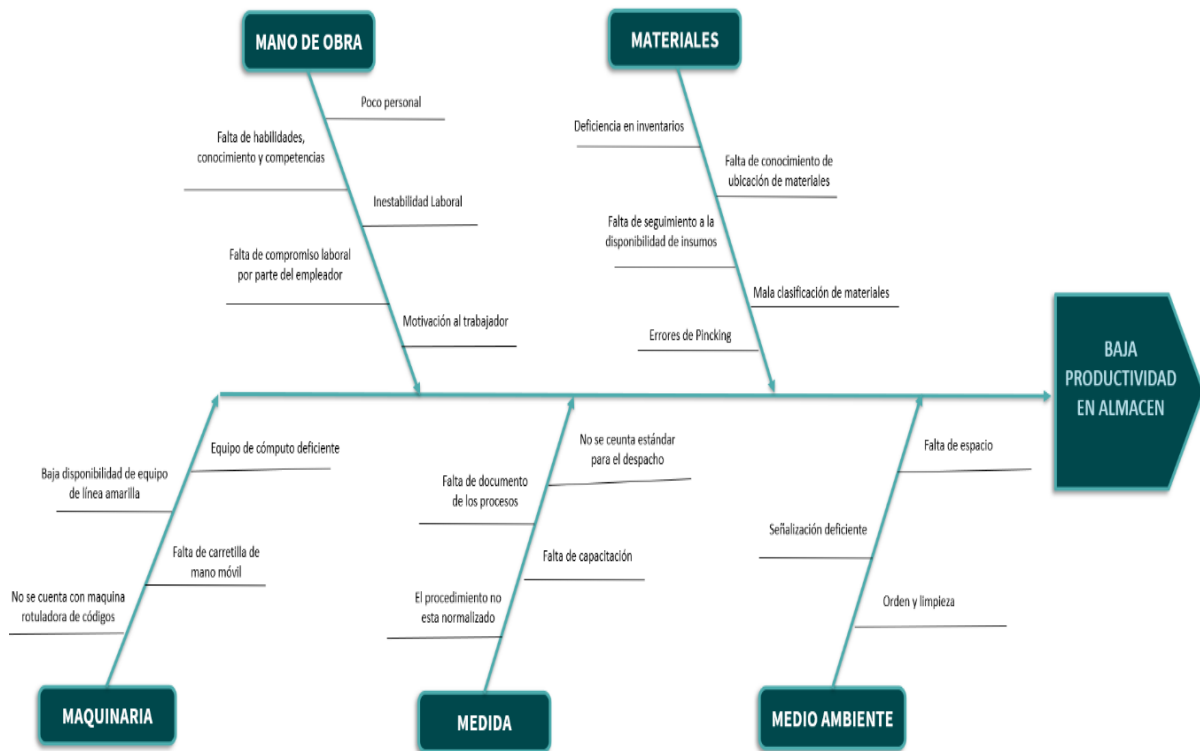 MANO DE OBRA
MATERIALES
Poco personal
Falta de habilidades,
conocimiento y competencias
Inestabilidad Laboral
Falta de compromiso laboral
por parte del empleador
Motivación al trabajador
Deficiencia en inventarios
Falta de conocimiento de
ubicación de materiales
Falta de seguimiento a la
disponibilidad de insumos
Mala clasificación de materiales
Errores de Pincking
BAJA
PRODUCTIVIDAD
EN ALMACEN
Equipo de cómputo deficiente
Baja disponibilidad de equipo
de línea amarilla
Falta de carretilla de
mano móvil
No se cuenta con maquina
rotuladora de códigos
No se ceunta estándar
para el despacho
Falta de documento
de los procesos
Falta de capacitación
El procedimiento no
esta normalizado
Falta de espacio
Señalización deficiente
Orden y limpieza
MAQUINARIA
MEDIDA
MEDIO AMBIENTE